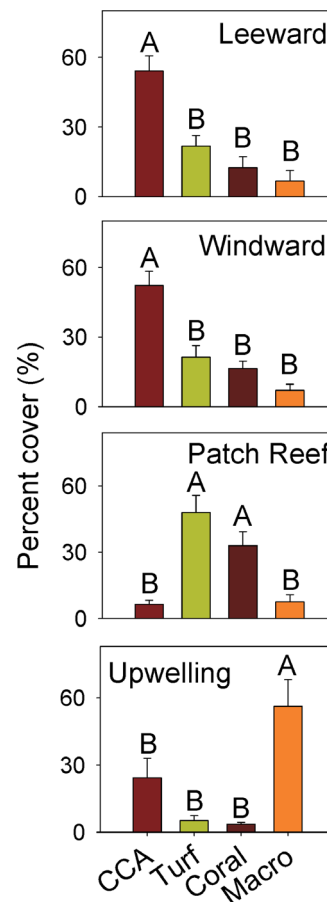 Percent cover (%)
Leeward
60
30
0
A
B
B
B
Windward
60
30
0
A
B
B
B
Patch Reef
60
30
0
B
A
A
B
Upwelling
60
30
0
B
B
B
A
CCA
Turf
Coral
Macro